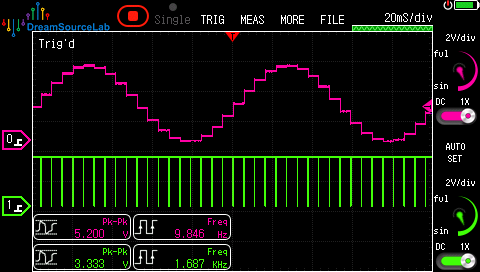 DreamSourceLab
Single TRIG MEAS MORE FILE 20mS/div
Trig'd
T
2V/div
ful
sin
DC 1X
0
AUTO
SET
2V/div
ful
sin
DC 1X
1
Pk-Pk
5.200 V
Freq
9.846 Hz
Pk-Pk
3.333 V
Freq
1.687 KHz